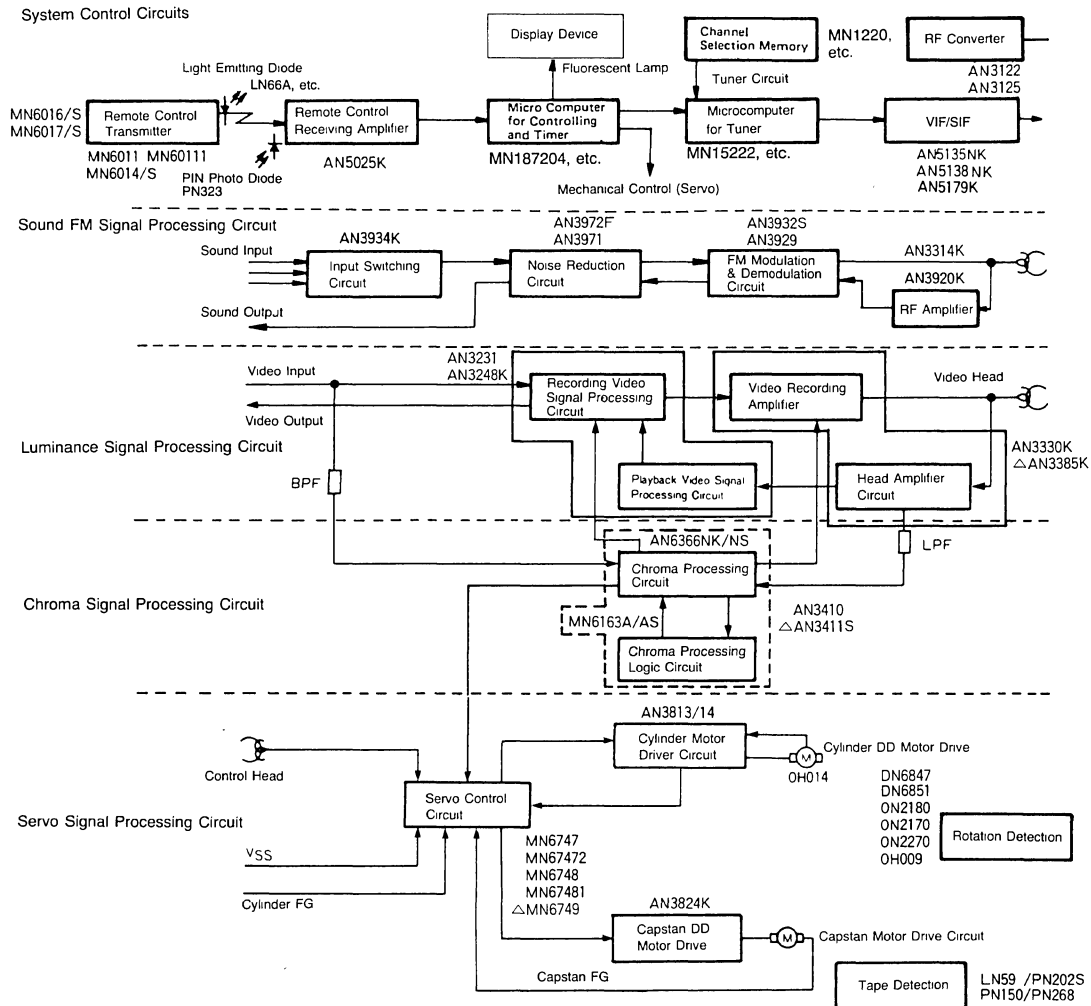 System Control Circuits
Display Device
Channel
Selection Memory
MN1220,
etc.
RF Converter
AN3122
AN3125
Light Emitting Diode
LN66A, etc.
Fluorescent Lamp
Tuner Circuit
MN6016/S
MN6017/S
Remote Control
Transmitter
Remote Control
Receiving Amplifier
Micro Computer
for Controlling
and Timer
Microcomputer
for Tuner
VIF/SIF
MN6011 MN60111
MN6014/S
AN5025K
MN187204, etc.
MN15222, etc.
AN5135NK
AN5138NK
AN5179K
PIN Photo Diode
PN323
Mechanical Control (Servo)
Sound FM Signal Processing Circuit
Sound Input
AN3934K
Input Switching
Circuit
AN3972F
AN3971
Noise Reduction
Circuit
AN3932S
AN3929
FM Modulation
& Demodulation
Circuit
AN3314K
AN3920K
RF Amplifier
Sound Output
Video Input
AN3231
AN3248K
Recording Video
Signal Processing
Circuit
Video Recording
Amplifier
Video Head
Video Output
Luminance Signal Processing Circuit
BPF
Playback Video Signal
Processing Circuit
Head Amplifier
Circuit
AN3330K
△AN3385K
AN6366NK/NS
LPF
Chroma Processing
Circuit
Chroma Signal Processing Circuit
MN6163A/AS
AN3410
△AN3411S
Chroma Processing
Logic Circuit
AN3813/14
Cylinder Motor
Driver Circuit
M
Cylinder DD Motor Drive
OH014
Control Head
Servo Control
Circuit
DN6847
DN6851
ON2180
ON2170
ON2270
OH009
Rotation Detection
Servo Signal Processing Circuit
VSS
Cylinder FG
MN6747
MN67472
MN6748
MN67481
△MN6749
AN3824K
Capstan DD
Motor Drive
M
Capstan Motor Drive Circuit
Capstan FG
Tape Detection
LN59 /PN202S
PN150/PN268